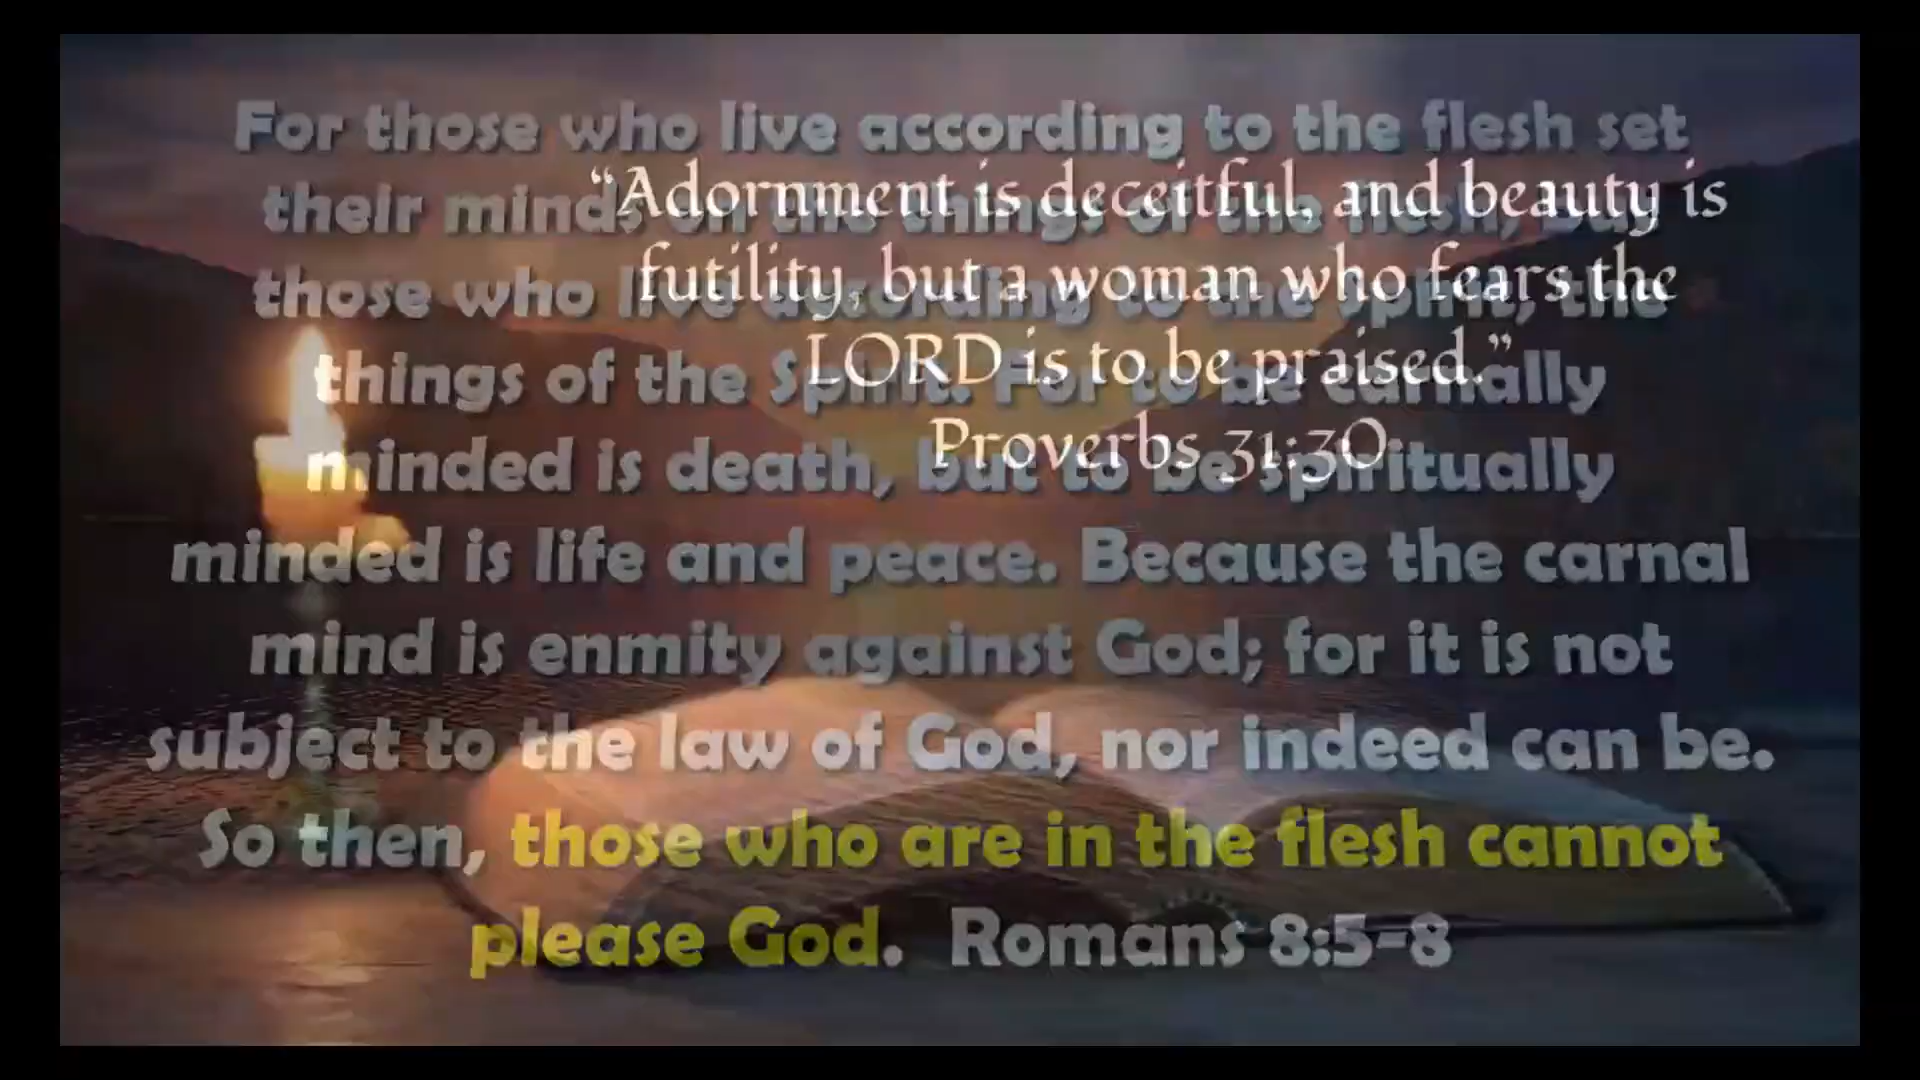 For those who live according to the flesh set
their minds on the things of the flesh, but
those who live according to the Spirit, the
things of the Spirit. For to be carnally
minded is death, but to be spiritually
minded is life and peace. Because the carnal
mind is enmity against God; for it is not
subject to the law of God, nor indeed can be.
So then, those who are in the flesh cannot
please God. Romans 8:5-8
“Adornment is deceitful, and beauty is
futility, but a woman who fears the
LORD is to be praised.”
Proverbs 31:30